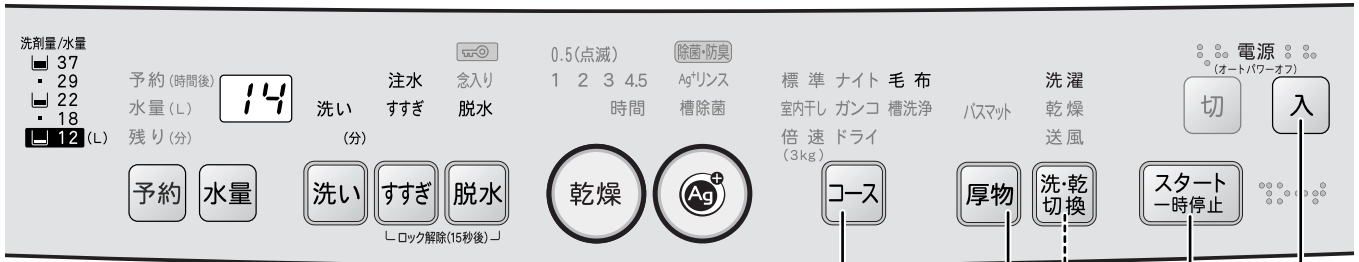 洗剤量/水量
37
29
22
18
12 (L)
予約(時間後)
水量(L)
残り(分)
14
洗い
(分)
注水
すすぎ
念入り
脱水
0.5(点滅)
1 2 3 4.5
時間
除菌・防臭
Ag⁺リンス
槽除菌
標準 ナイト 毛布
室内干し ガンコ 槽洗浄
倍速 ドライ
(3kg)
バスマット
洗濯
乾燥
送風
電源
(オートパワーオフ)
切
入
予約
水量
洗い
すすぎ
脱水
ロック解除(15秒後)
乾燥
Ag⁺
コース
厚物
洗・乾
切換
スタート
一時停止